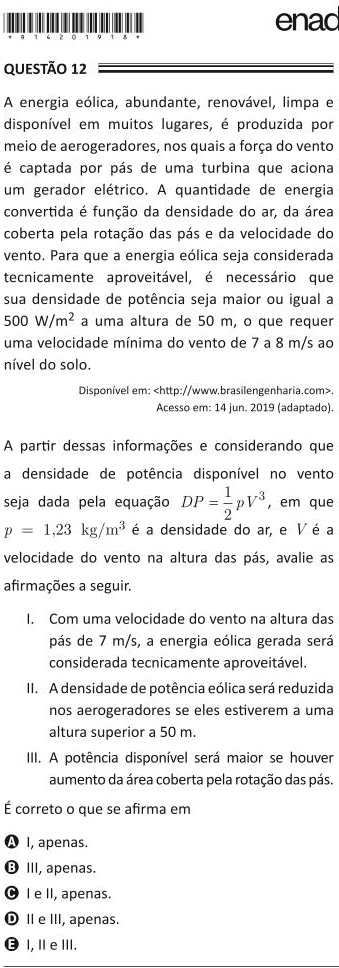 * R 1 4 2 0 1 9 1 8 *
enad
QUESTÃO 12
A energia eólica, abundante, renovável, limpa e
disponível em muitos lugares, é produzida por
meio de aerogeradores, nos quais a força do vento
é captada por pás de uma turbina que aciona
um gerador elétrico. A quantidade de energia
convertida é função da densidade do ar, da área
coberta pela rotação das pás e da velocidade do
vento. Para que a energia eólica seja considerada
tecnicamente aproveitável, é necessário que
sua densidade de potência seja maior ou igual a
500 W/m² a uma altura de 50 m, o que requer
uma velocidade mínima do vento de 7 a 8 m/s ao
nível do solo.
Disponível em: <http://www.brasilengenharia.com>.
Acesso em: 14 jun. 2019 (adaptado).
A partir dessas informações e considerando que
a densidade de potência disponível no vento
seja dada pela equação DP = 1/2 pV³, em que
p = 1,23 kg/m³ é a densidade do ar, e V é a
velocidade do vento na altura das pás, avalie as
afirmações a seguir.
I. Com uma velocidade do vento na altura das
pás de 7 m/s, a energia eólica gerada será
considerada tecnicamente aproveitável.
II. A densidade de potência eólica será reduzida
nos aerogeradores se eles estiverem a uma
altura superior a 50 m.
III. A potência disponível será maior se houver
aumento da área coberta pela rotação das pás.
É correto o que se afirma em
A I, apenas.
B III, apenas.
C I e II, apenas.
D II e III, apenas.
E I, II e III.